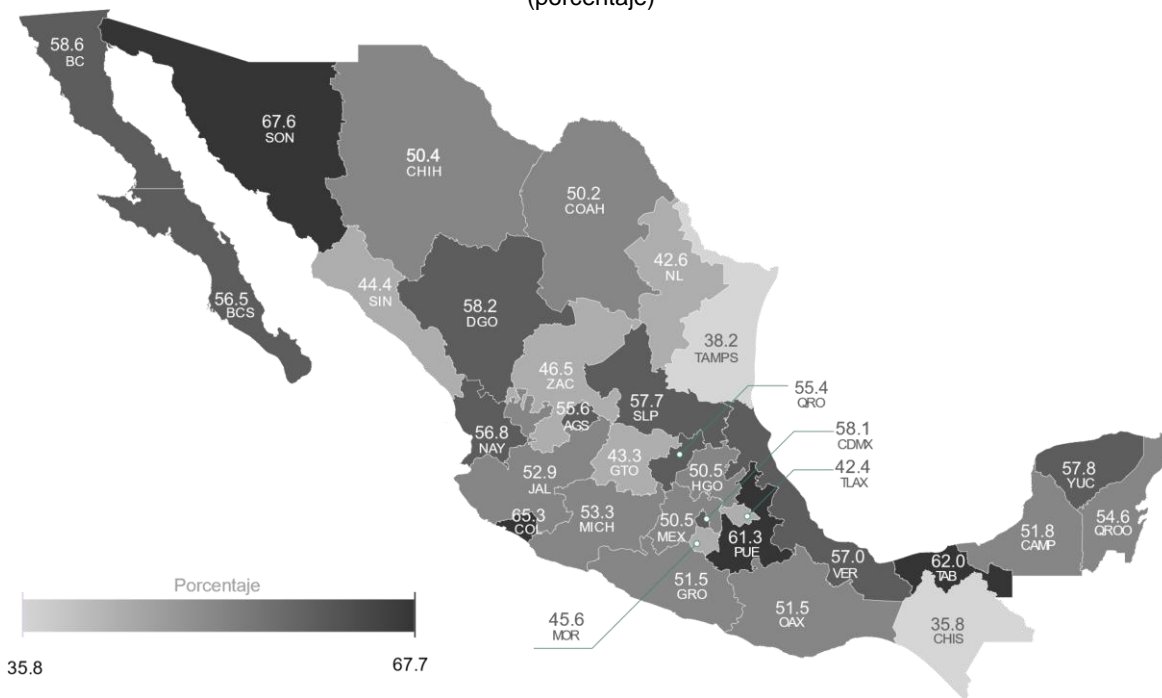 (porcentaje)
58.6
BC
67.6
SON
50.4
CHIH
50.2
COAH
42.6
NL
44.4
SIN
56.5
BCS
58.2
DGO
38.2
TAMPS
46.5
ZAC
55.4
QRO
55.6
AGS
57.7
SLP
58.1
CDMX
56.8
NAY
43.3
GTO
50.5
HGO
42.4
TLAX
57.8
YUC
52.9
JAL
54.6
QROO
65.3
COL
53.3
MICH
50.5
MEX
61.3
PUE
51.8
CAMP
57.0
VER
62.0
TAB
Porcentaje
51.5
GRO
51.5
OAX
45.6
MOR
35.8
CHIS
35.8
67.7